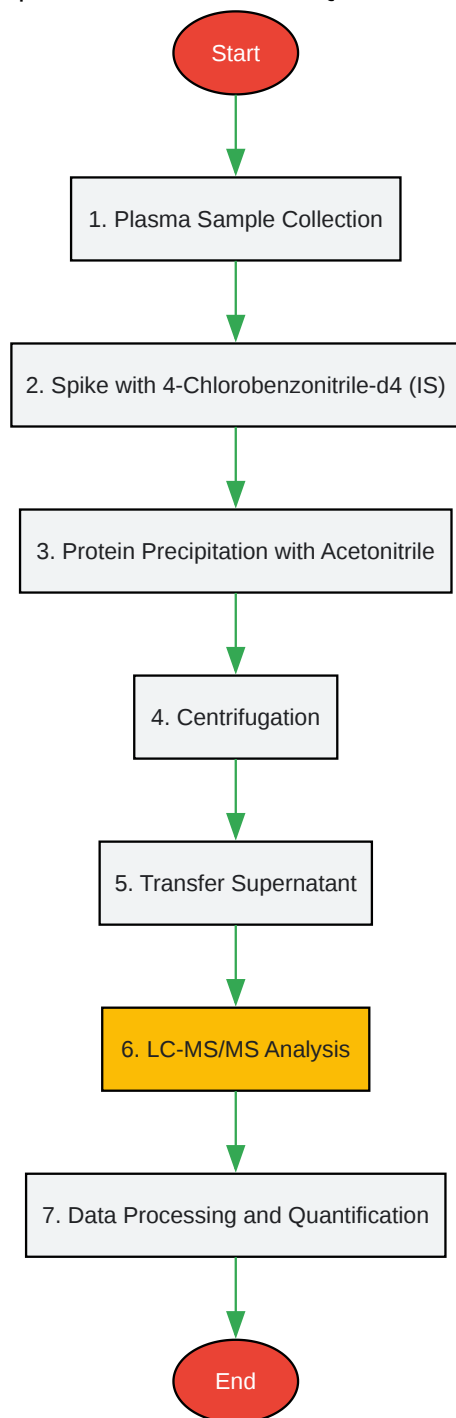 Start
1. Plasma Sample Collection
2. Spike with 4-Chlorobenzonitrile-d4 (IS)
3. Protein Precipitation with Acetonitrile
4. Centrifugation
5. Transfer Supernatant
6. LC-MS/MS Analysis
7. Data Processing and Quantification
End